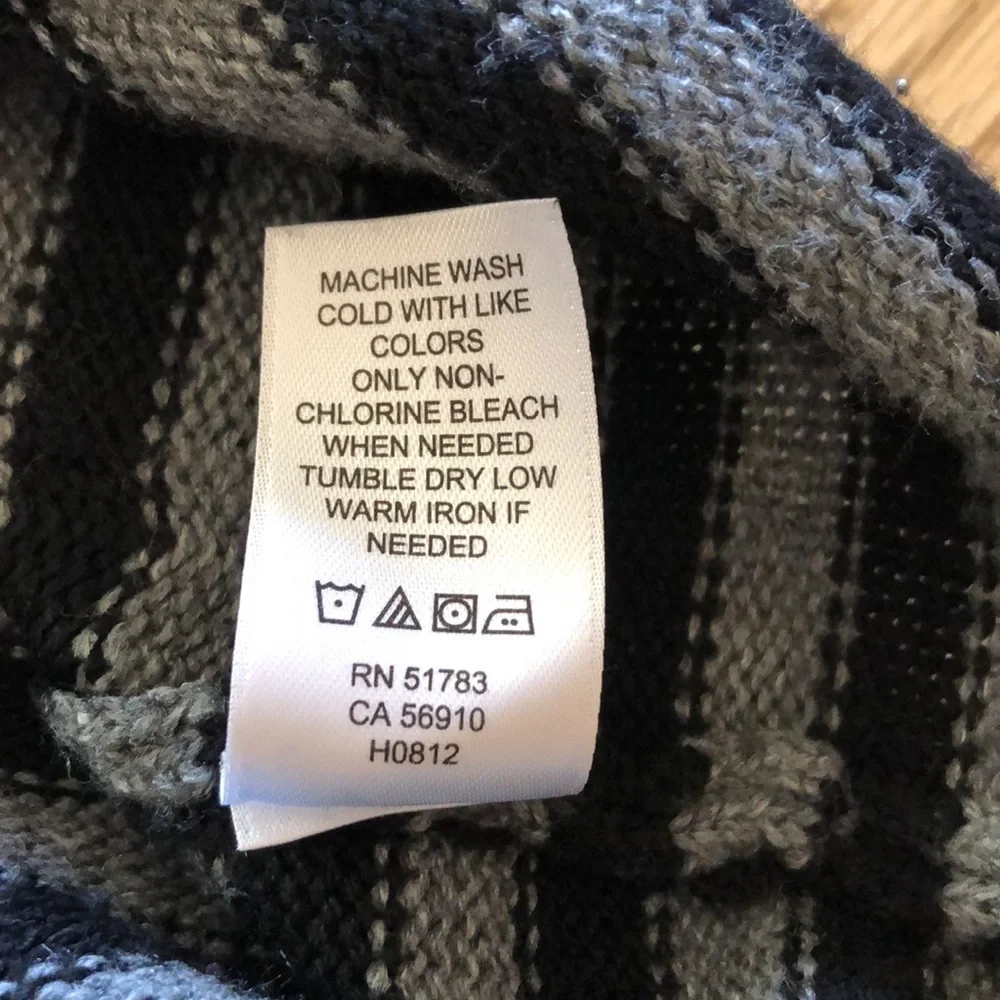 MACHINE WASH
COLD WITH LIKE
COLORS
ONLY NON-
CHLORINE BLEACH
WHEN NEEDED
TUMBLE DRY LOW
WARM IRON IF
NEEDED
RN 51783
CA 56910
H0812